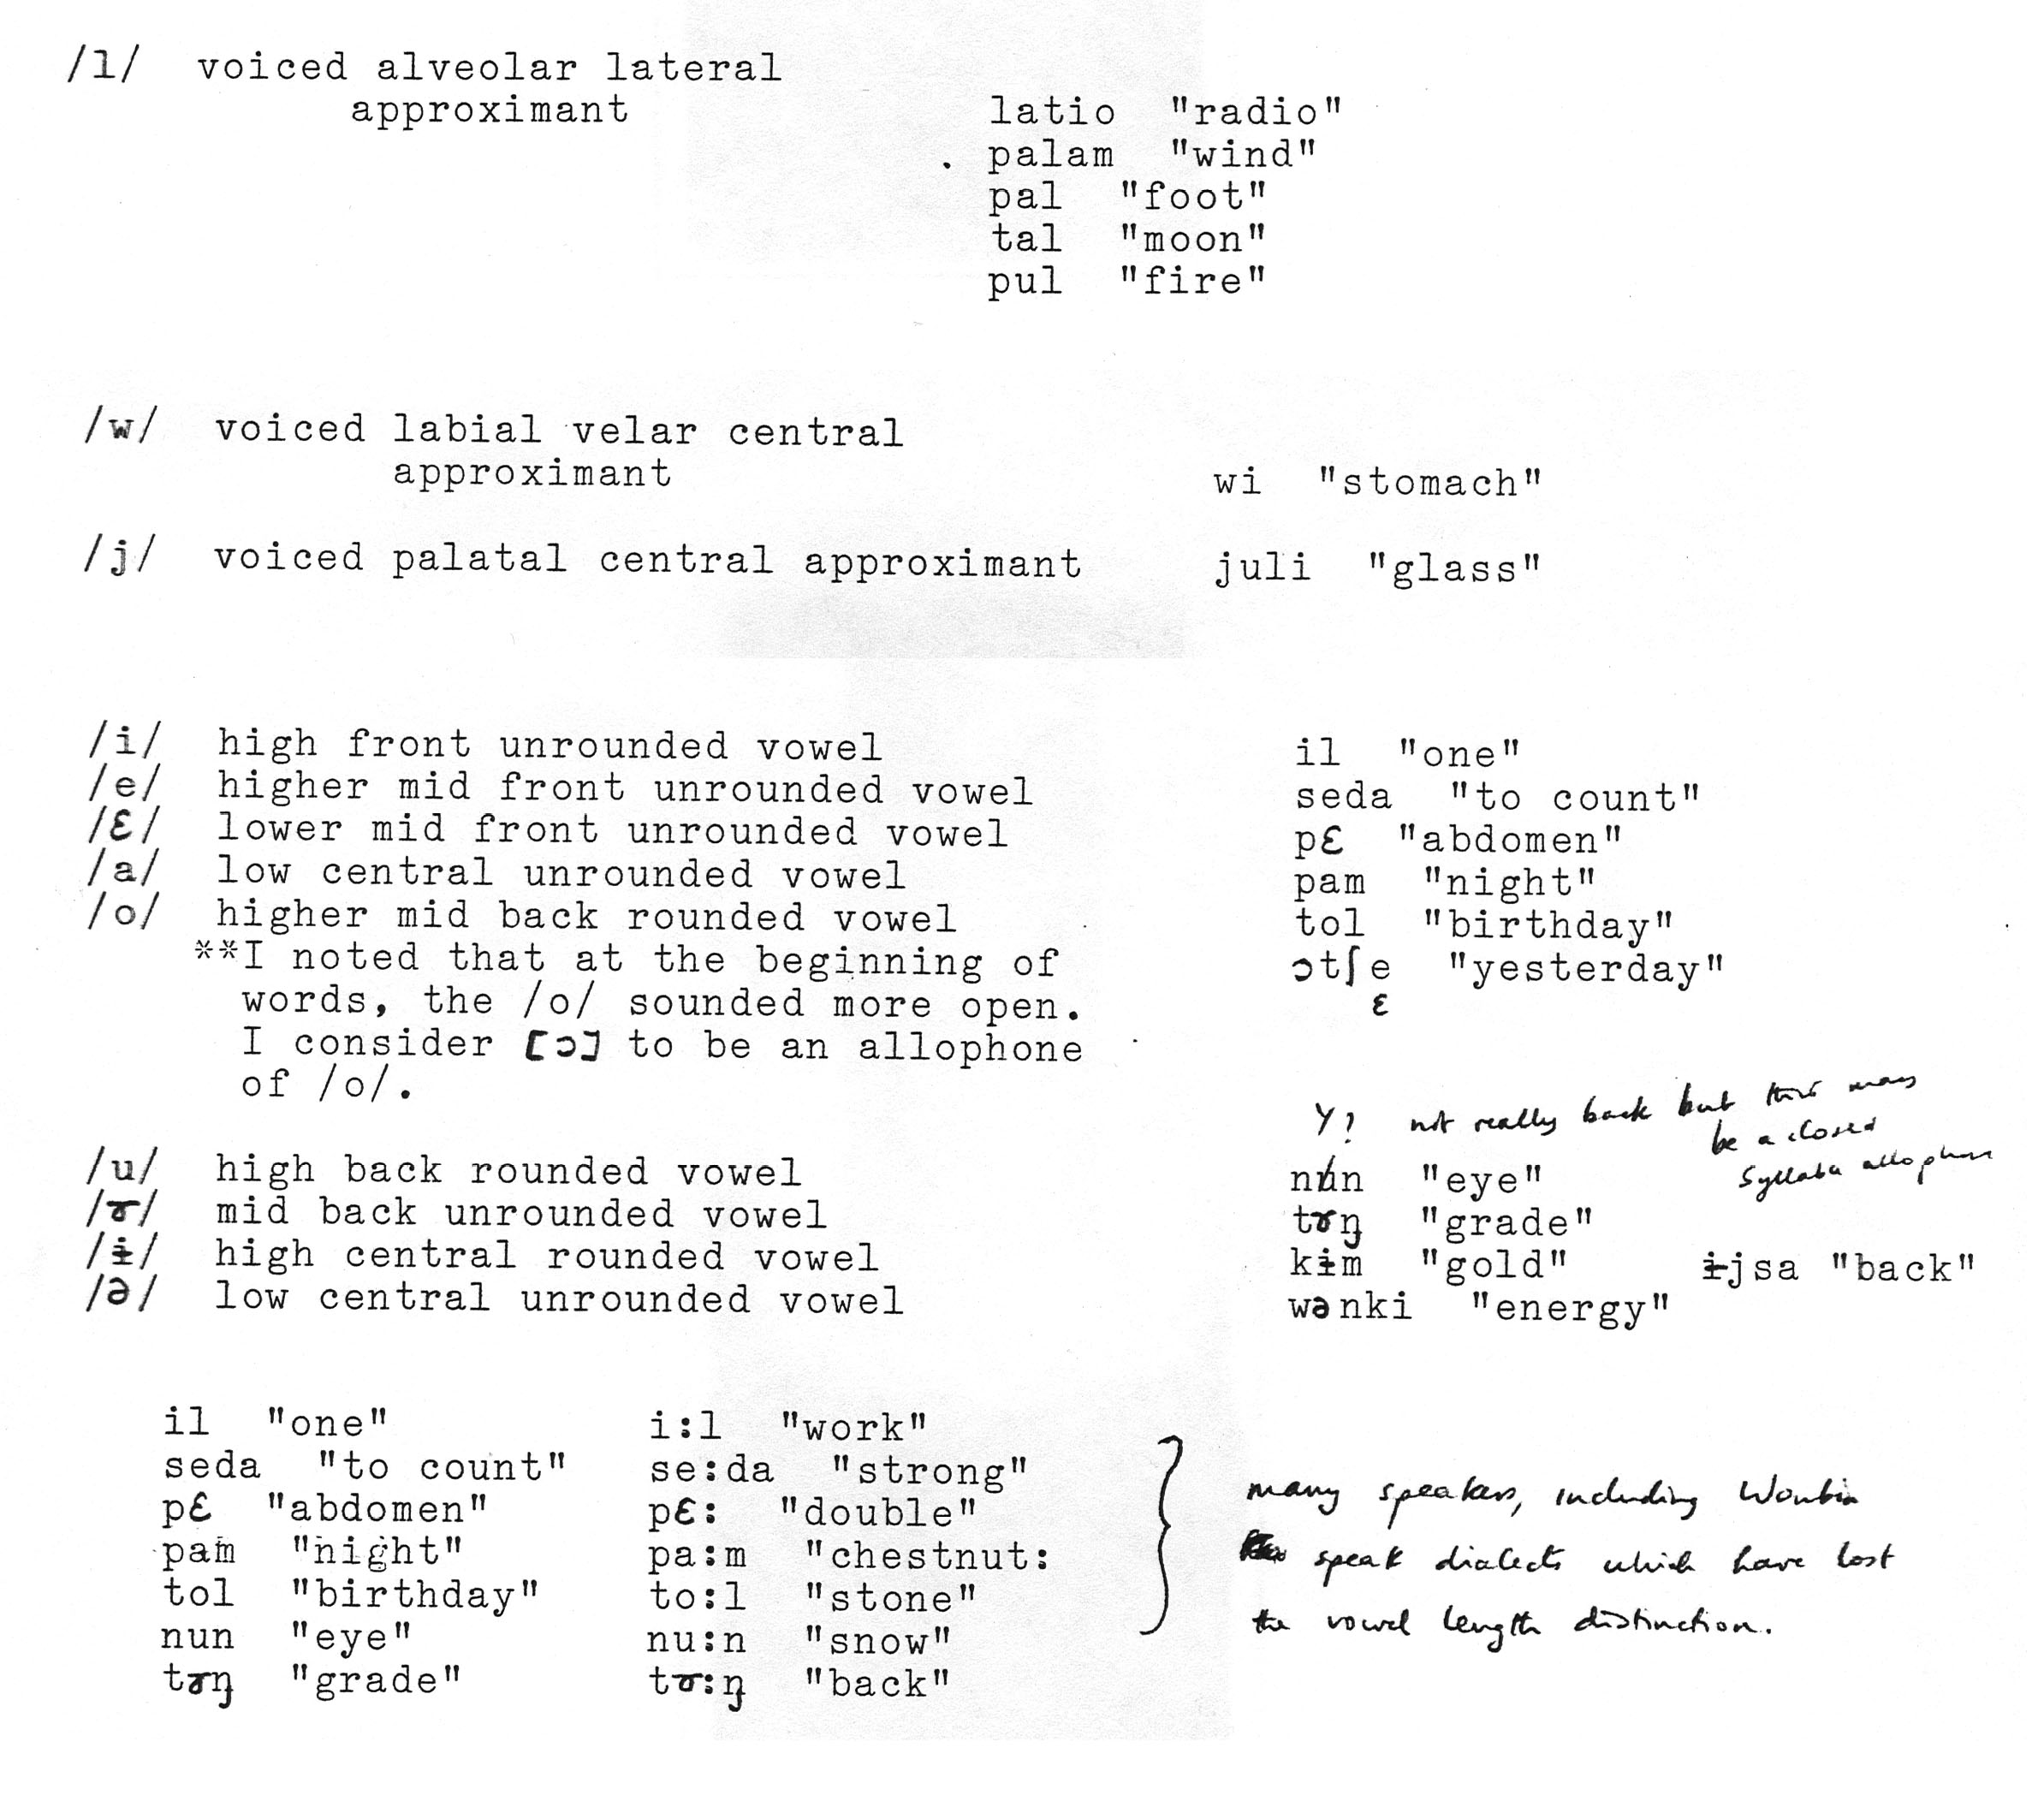 /l/ voiced alveolar lateral
approximant
latio "radio"
. palam "wind"
pal "foot"
tal "moon"
pul "fire"
/w/ voiced labial velar central
approximant
wi "stomach"
/j/ voiced palatal central approximant juli "glass"
/i/ high front unrounded vowel il "one"
/e/ higher mid front unrounded vowel seda "to count"
/ɛ/ lower mid front unrounded vowel pɛ "abdomen"
/a/ low central unrounded vowel pam "night"
/o/ higher mid back rounded vowel tol "birthday"
**I noted that at the beginning of ɔtʃe "yesterday"
words, the /o/ sounded more open. ɛ
I consider [ɔ] to be an allophone
of /o/.
Y? not really back but this may
be a closed
syllable allophone
/u/ high back rounded vowel nun "eye"
/ɤ/ mid back unrounded vowel tɤŋ "grade"
/ɨ/ high central rounded vowel kɨm "gold" ɨjsa "back"
/ə/ low central unrounded vowel wənki "energy"
il "one" i:l "work"
seda "to count" se:da "strong"
pɛ "abdomen" pɛ: "double"
pam "night" pa:m "chestnut:
tol "birthday" to:l "stone"
nun "eye" nu:n "snow"
tɤŋ "grade" tɤ:ŋ "back"
many speakers, including Wonbin
speak dialects which have lost
the vowel length distinction.